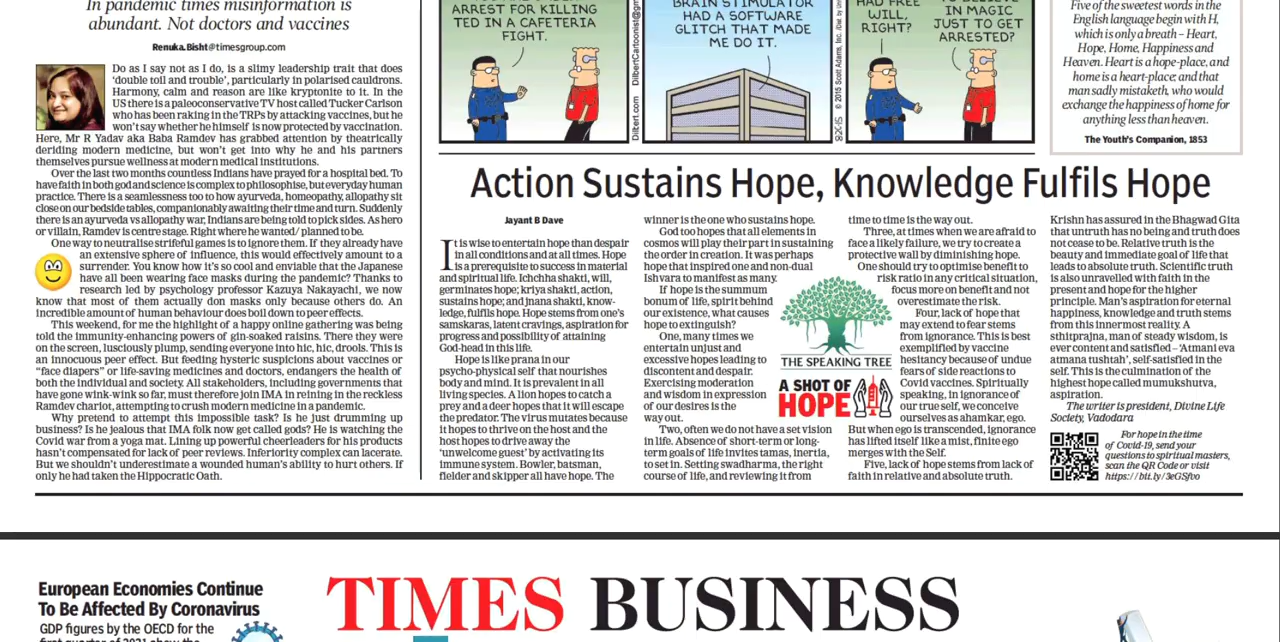 In pandemic times misinformation is
abundant. Not doctors and vaccines
Renuka.Bisht@timesgroup.com
Do as I say not as I do, is a slimy leadership trait that does
'double toil and trouble', particularly in polarised cauldrons.
Harmony, calm and reason are like kryptonite to it. In the
US there is a paleoconservative TV host called Tucker Carlson
who has been raking in the TRPs by attacking vaccines, but he
won't say whether he himself is now protected by vaccination.
Here, Mr R Yadav aka Baba Ramdev has grabbed attention by theatrically
deriding modern medicine, but won't get into why he and his partners
themselves pursue wellness at modern medical institutions.
Over the last two months countless Indians have prayed for a hospital bed. To
have faith in both god and science is complex to philosophise, but everyday human
practice. There is a seamlessness too to how ayurveda, homeopathy, allopathy sit
close on our bedside tables, companionably awaiting their time and turn. Suddenly
there is an ayurveda vs allopathy war, Indians are being told to pick sides. As hero
or villain, Ramdev is centre stage. Right where he wanted/ planned to be.
One way to neutralise strifeful games is to ignore them. If they already have
an extensive sphere of influence, this would effectively amount to a
surrender. You know how it's so cool and enviable that the Japanese
have all been wearing face masks during the pandemic? Thanks to
research led by psychology professor Kazuya Nakayachi, we now
know that most of them actually don masks only because others do. An
incredible amount of human behaviour does boil down to peer effects.
This weekend, for me the highlight of a happy online gathering was being
told the immunity-enhancing powers of gin-soaked raisins. There they were
on the screen, lusciously plump, sending everyone into hic, hic, drools. This is
an innocuous peer effect. But feeding hysteric suspicions about vaccines or
"face diapers" or life-saving medicines and doctors, endangers the health of
both the individual and society. All stakeholders, including governments that
have gone wink-wink so far, must therefore join IMA in reining in the reckless
Ramdev chariot, attempting to crush modern medicine in a pandemic.
Why pretend to attempt this impossible task? Is he just drumming up
business? Is he jealous that IMA folk now get called gods? He is watching the
Covid war from a yoga mat. Lining up powerful cheerleaders for his products
hasn't compensated for lack of peer reviews. Inferiority complex can lacerate.
But we shouldn't underestimate a wounded human's ability to hurt others. If
only he had taken the Hippocratic Oath.
ARREST FOR KILLING
TED IN A CAFETERIA
FIGHT.
Dilbert.com DilbertCartoonist@gm
BRAIN STIMULATOR
HAD A SOFTWARE
GLITCH THAT MADE
ME DO IT.
© 2015 Scott Adams, Inc.
HAD FREE
WILL,
RIGHT?
IN MAGIC
JUST TO GET
ARRESTED?
Five of the sweetest words in the
English language begin with H,
which is only a breath – Heart,
Hope, Home, Happiness and
Heaven. Heart is a hope-place, and
home is a heart-place; and that
man sadly mistaketh, who would
exchange the happiness of home for
anything less than heaven.
The Youth's Companion, 1853
Action Sustains Hope, Knowledge Fulfils Hope
Jayant B Dave
It is wise to entertain hope than despair
in all conditions and at all times. Hope
is a prerequisite to success in material
and spiritual life. Ichchha shakti, will,
germinates hope; kriya shakti, action,
sustains hope; and jnana shakti, know-
ledge, fulfils hope. Hope stems from one's
samskaras, latent cravings, aspiration for
progress and possibility of attaining
God-head in this life.
Hope is like prana in our
psycho-physical self that nourishes
body and mind. It is prevalent in all
living species. A lion hopes to catch a
prey and a deer hopes that it will escape
the predator. The virus mutates because
it hopes to thrive on the host and the
host hopes to drive away the
'unwelcome guest' by activating its
immune system. Bowler, batsman,
fielder and skipper all have hope. The
winner is the one who sustains hope.
God too hopes that all elements in
cosmos will play their part in sustaining
the order in creation. It was perhaps
hope that inspired one and non-dual
Ishvara to manifest as many.
If hope is the summum
bonum of life, spirit behind
our existence, what causes
hope to extinguish?
One, many times we
entertain unjust and
excessive hopes leading to
discontent and despair.
Exercising moderation
and wisdom in expression
of our desires is the
way out.
Two, often we do not have a set vision
in life. Absence of short-term or long-
term goals of life invites tamas, inertia,
to set in. Setting swadharma, the right
course of life, and reviewing it from
THE SPEAKING TREE
A SHOT OF
HOPE
time to time is the way out.
Three, at times when we are afraid to
face a likely failure, we try to create a
protective wall by diminishing hope.
One should try to optimise benefit to
risk ratio in any critical situation,
focus more on benefit and not
overestimate the risk.
Four, lack of hope that
may extend to fear stems
from ignorance. This is best
exemplified by vaccine
hesitancy because of undue
fears of side reactions to
Covid vaccines. Spiritually
speaking, in ignorance of
our true self, we conceive
ourselves as ahamkar, ego.
But when ego is transcended, ignorance
has lifted itself like a mist, finite ego
merges with the Self.
Five, lack of hope stems from lack of
faith in relative and absolute truth.
Krishn has assured in the Bhagwad Gita
that untruth has no being and truth does
not cease to be. Relative truth is the
beauty and immediate goal of life that
leads to absolute truth. Scientific truth
is also unravelled with faith in the
present and hope for the higher
principle. Man's aspiration for eternal
happiness, knowledge and truth stems
from this innermost reality. A
sthitprajna, man of steady wisdom, is
ever content and satisfied – 'Atmani eva
atmana tushtah', self-satisfied in the
self. This is the culmination of the
highest called mumukshutva,
aspiration.
The writer is president, Divine Life
Society, Vadodara
For hope in the time
of Covid-19, send your
questions to spiritual masters,
scan the QR Code or visit
https://bit.ly/3eGSfvo
European Economies Continue
To Be Affected By Coronavirus
GDP figures by the OECD for the
TIMES BUSINESS